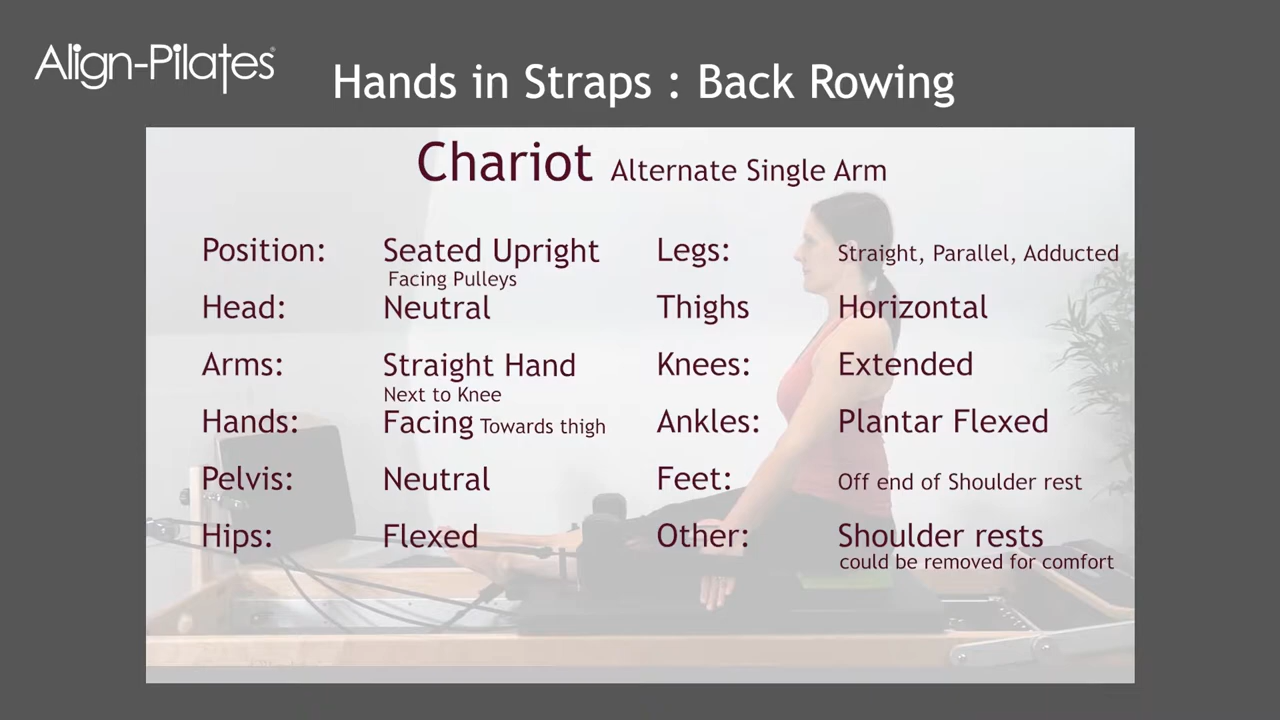 Align-Pilates®
Hands in Straps : Back Rowing
Chariot Alternate Single Arm
Position: Seated Upright
Facing Pulleys
Head: Neutral
Arms: Straight Hand
Next to Knee
Hands: Facing Towards thigh
Pelvis: Neutral
Hips: Flexed
Legs: Straight, Parallel, Adducted
Thighs Horizontal
Knees: Extended
Ankles: Plantar Flexed
Feet: Off end of Shoulder rest
Other: Shoulder rests
could be removed for comfort